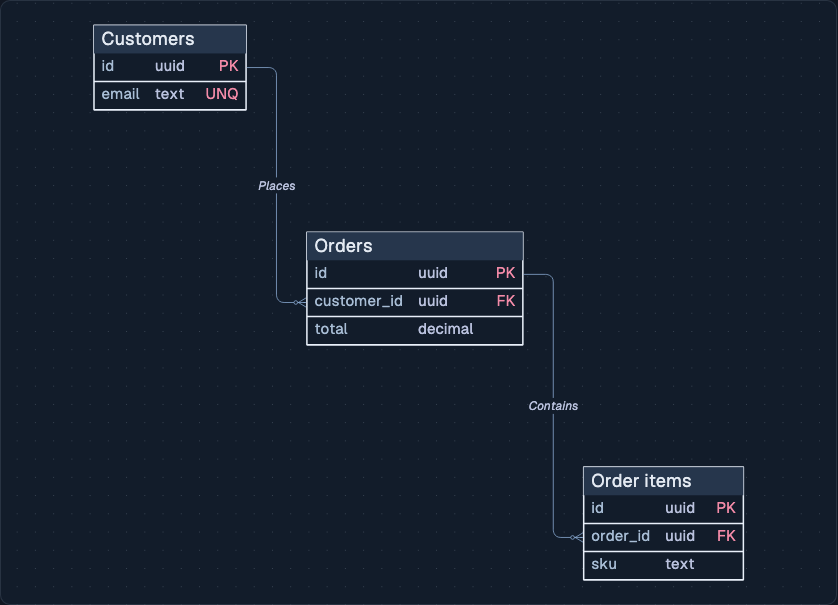 Customers
id uuid PK
email text UNQ
Places
Orders
id uuid PK
customer_id uuid FK
total decimal
Contains
Order items
id uuid PK
order_id uuid FK
sku text